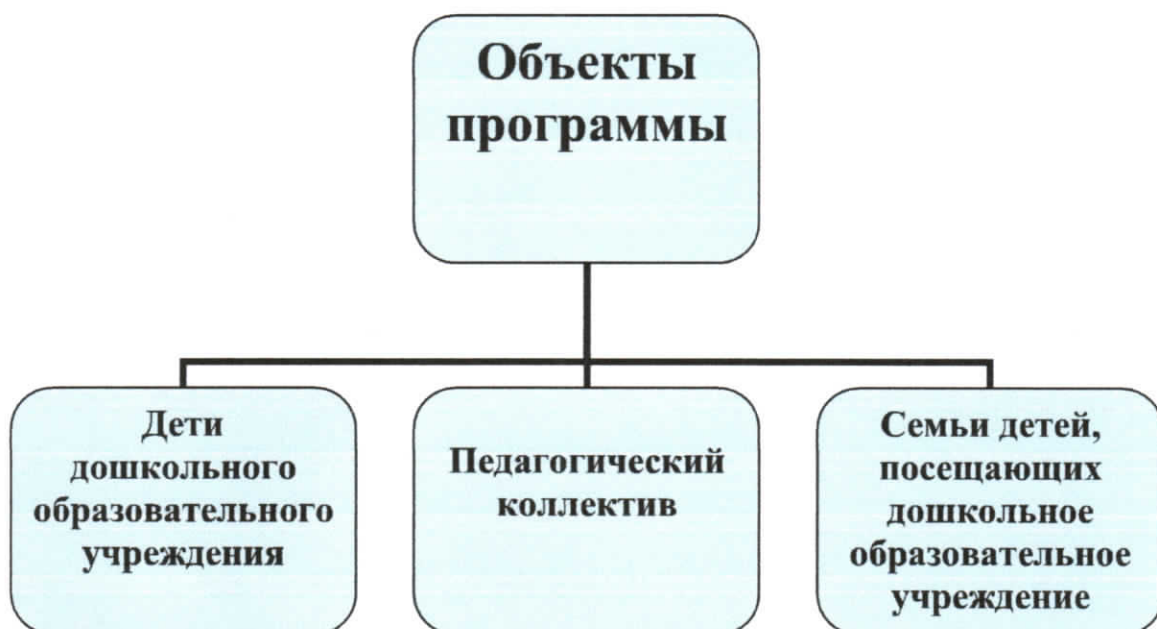 Объекты
программы
Дети
дошкольного
образовательного
учреждения
Педагогический
коллектив
Семьи детей,
посещающих
дошкольное
образовательное
учреждение